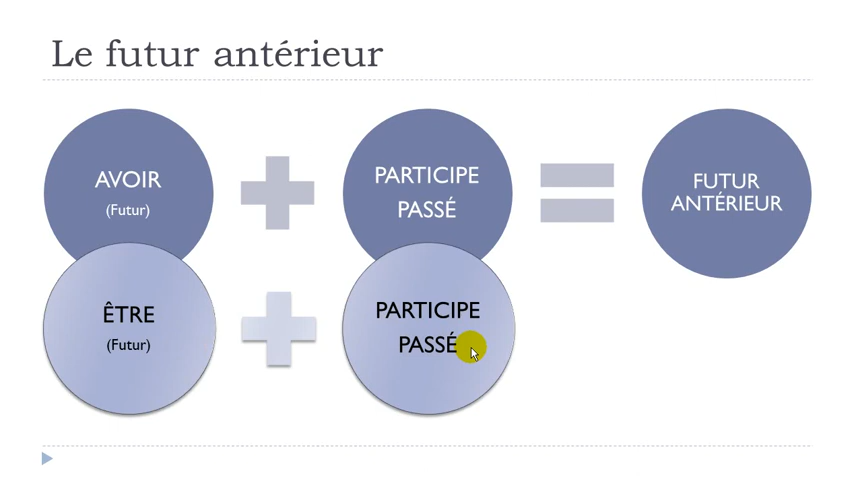 Le futur antérieur
AVOIR
(Futur)
PARTICIPE
PASSÉ
FUTUR
ANTÉRIEUR
ÊTRE
(Futur)
PARTICIPE
PASSÉ